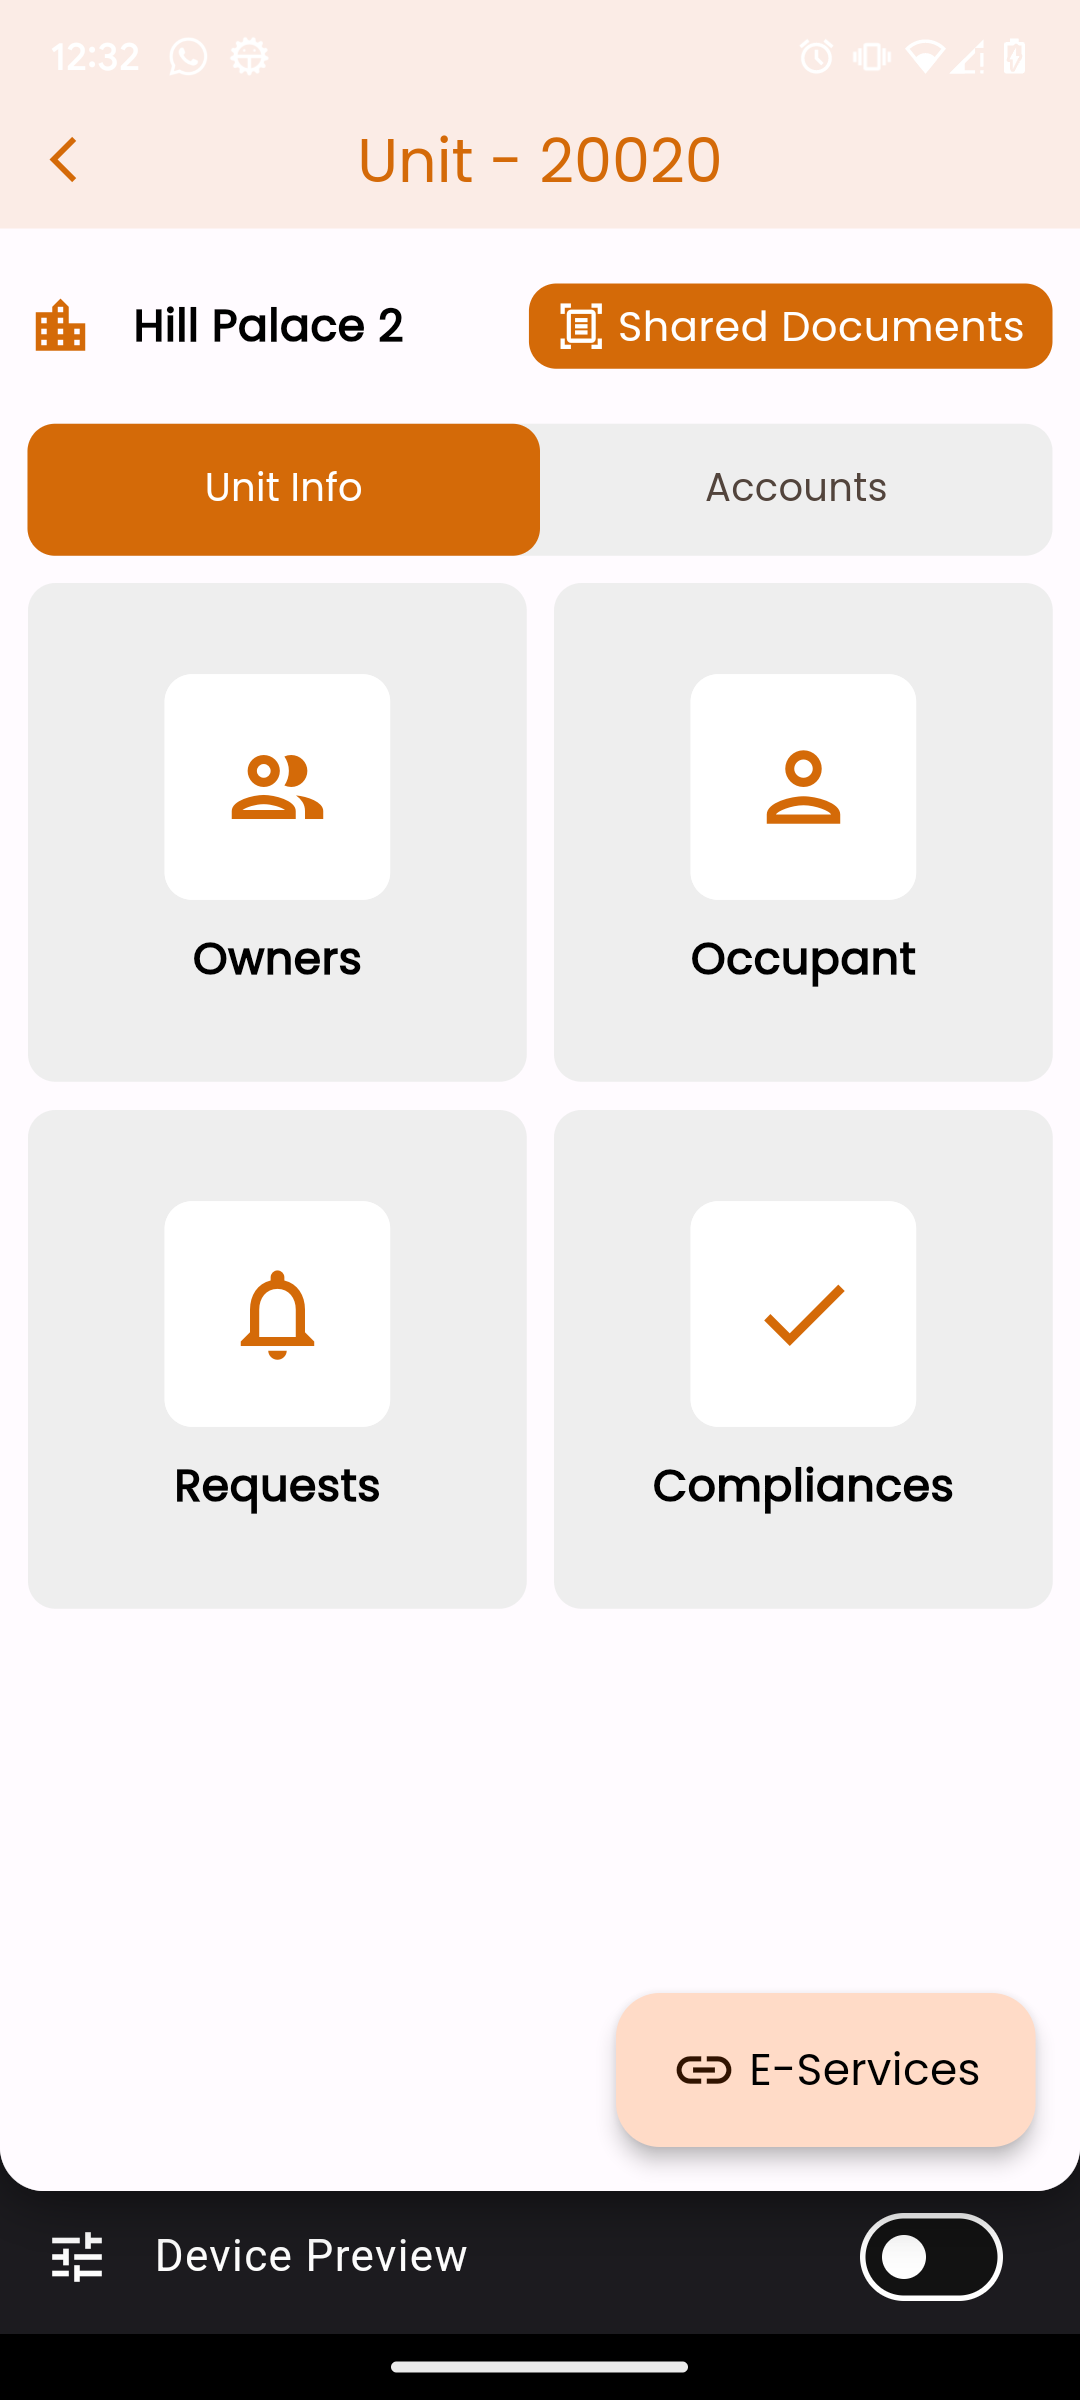 12:32
Unit - 20020
Hill Palace 2
Shared Documents
Unit Info
Accounts
Owners
Occupant
Requests
Compliances
E-Services
Device Preview